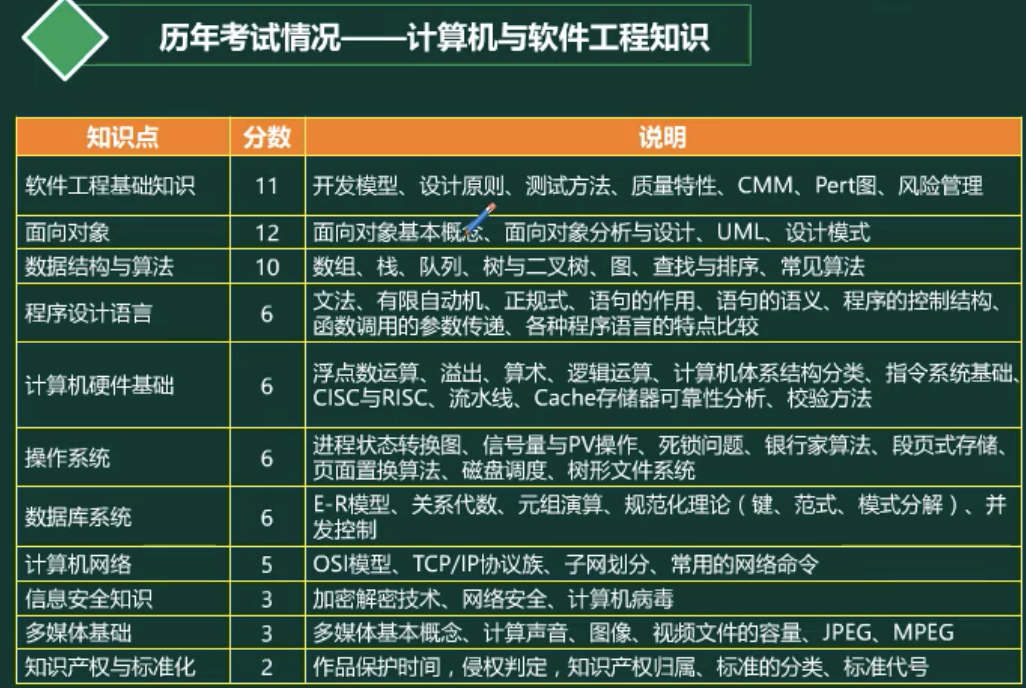 历年考试情况——计算机与软件工程知识
知识点 分数 说明
软件工程基础知识 11 开发模型、设计原则、测试方法、质量特性、CMM、Pert图、风险管理
面向对象 12 面向对象基本概念、面向对象分析与设计、UML、设计模式
数据结构与算法 10 数组、栈、队列、树与二叉树、图、查找与排序、常见算法
程序设计语言 6 文法、有限自动机、正规式、语句的作用、语句的语义、程序的控制结构、
函数调用的参数传递、各种程序语言的特点比较
计算机硬件基础 6 浮点数运算、溢出、算术、逻辑运算、计算机体系结构分类、指令系统基础、
CISC与RISC、流水线、Cache存储器可靠性分析、校验方法
操作系统 6 进程状态转换图、信号量与PV操作、死锁问题、银行家算法、段页式存储、
页面置换算法、磁盘调度、树形文件系统
数据库系统 6 E-R模型、关系代数、元组演算、规范化理论（键、范式、模式分解）、并
发控制
计算机网络 5 OSI模型、TCP/IP协议族、子网划分、常用的网络命令
信息安全知识 3 加密解密技术、网络安全、计算机病毒
多媒体基础 3 多媒体基本概念、计算声音、图像、视频文件的容量、JPEG、MPEG
知识产权与标准化 2 作品保护时间，侵权判定，知识产权归属、标准的分类、标准代号